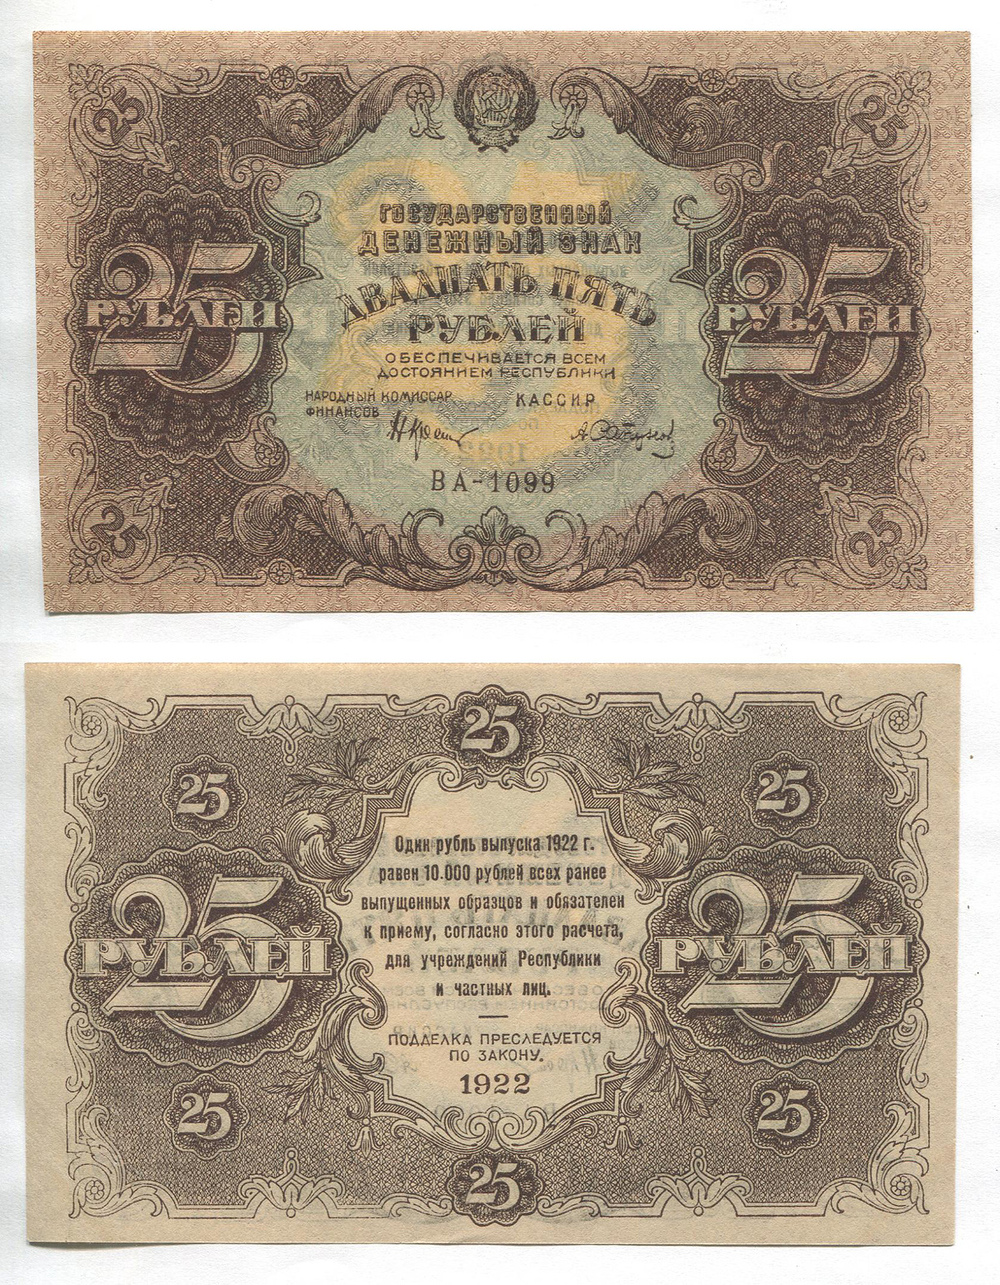 25
25
ГОСУДАРСТВЕННЫЙ
ДЕНЕЖНЫЙ ЗНАК
ДВАДЦАТЬ ПЯТЬ
РУБЛЕЙ
25
РУБЛЕЙ
25
РУБЛЕЙ
ОБЕСПЕЧИВАЕТСЯ ВСЕМ
ДОСТОЯНИЕМ РЕСПУБЛИКИ
НАРОДНЫЙ КОМИССАР
ФИНАНСОВ
КАССИР
ВА-1099
25
25
25
25
25
Один рубль выпуска 1922 г.
равен 10.000 рублей всех ранее
выпущенных образцов и обязателен
к приему, согласно этого расчета,
для учреждений Республики
и частных лиц.
25
РУБЛЕЙ
25
РУБЛЕЙ
ПОДДЕЛКА ПРЕСЛЕДУЕТСЯ
ПО ЗАКОНУ.
1922
25
25
25